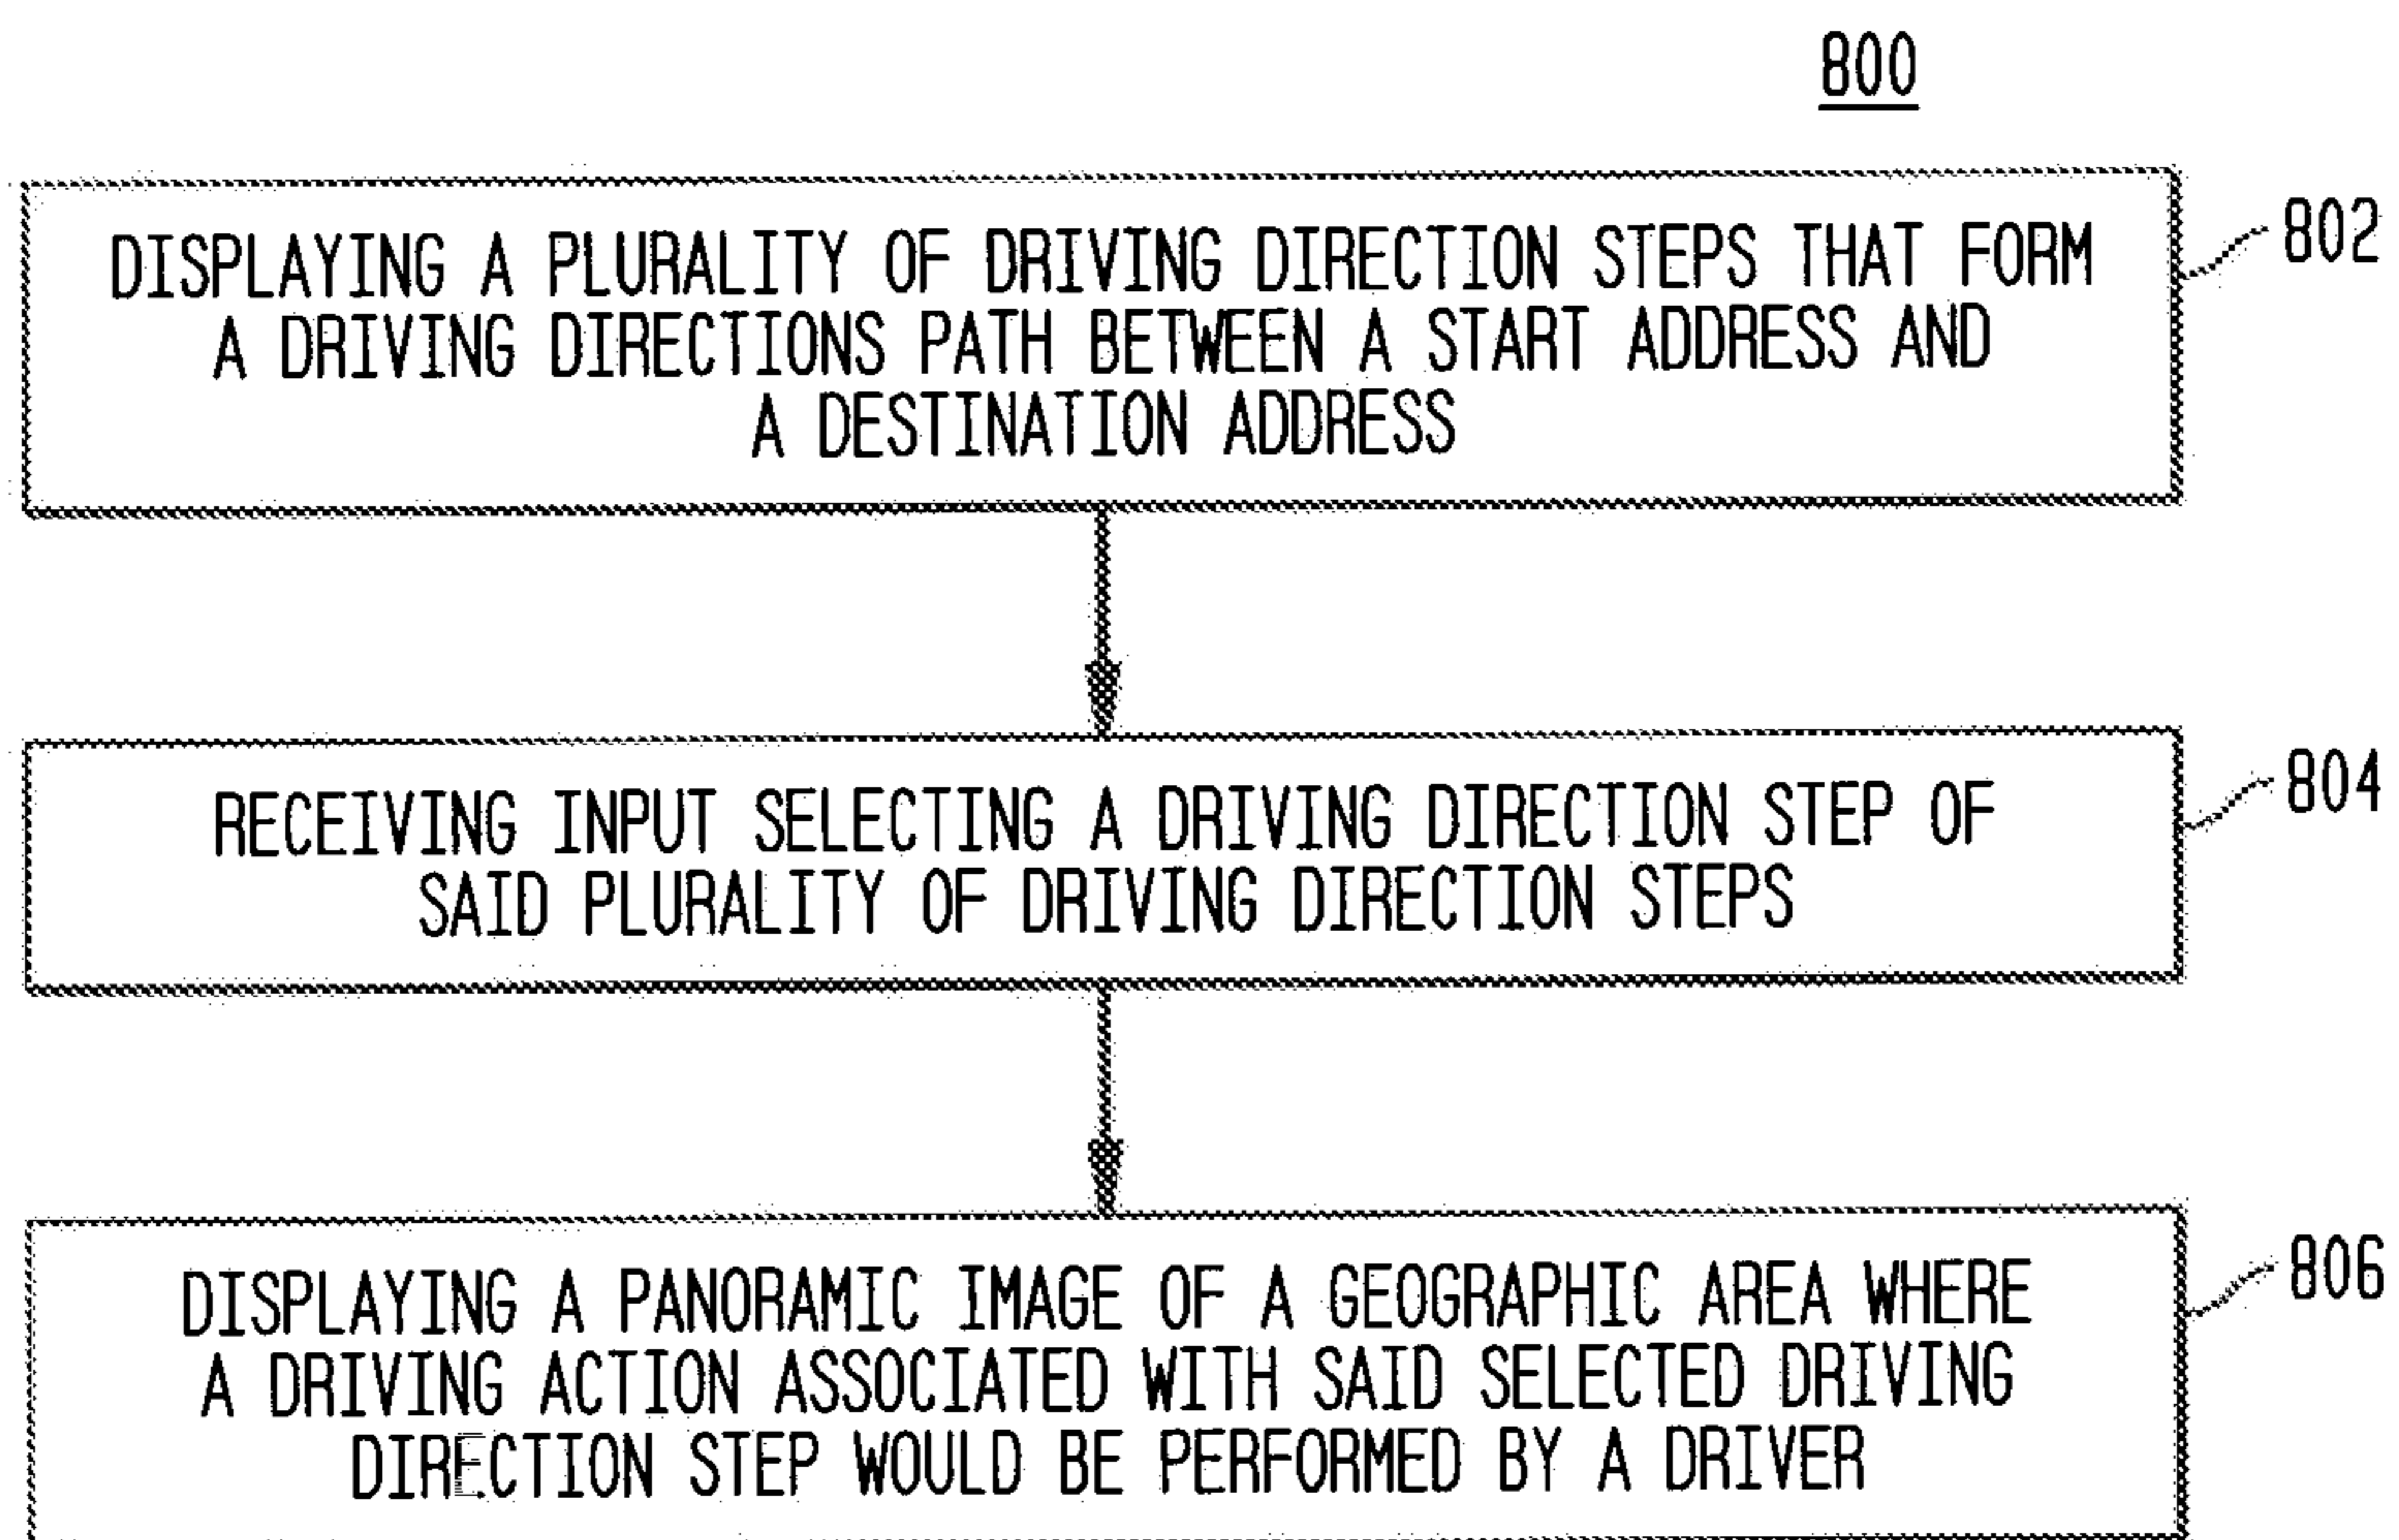 800
DISPLAYING A PLURALITY OF DRIVING DIRECTION STEPS THAT FORM
A DRIVING DIRECTIONS PATH BETWEEN A START ADDRESS AND
A DESTINATION ADDRESS
802
RECEIVING INPUT SELECTING A DRIVING DIRECTION STEP OF
SAID PLURALITY OF DRIVING DIRECTION STEPS
804
DISPLAYING A PANORAMIC IMAGE OF A GEOGRAPHIC AREA WHERE
A DRIVING ACTION ASSOCIATED WITH SAID SELECTED DRIVING
DIRECTION STEP WOULD BE PERFORMED BY A DRIVER
806